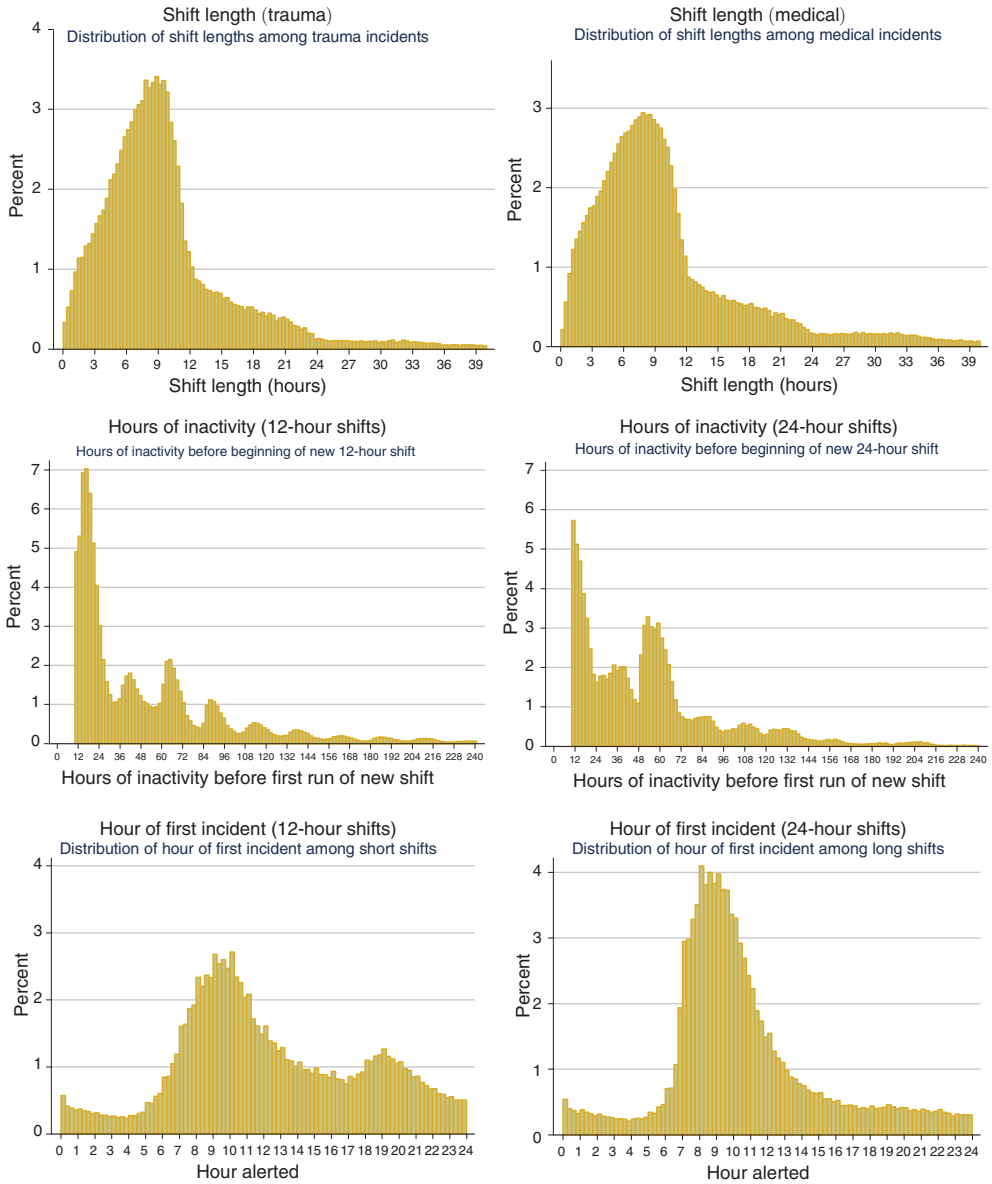 Shift length (trauma)
Distribution of shift lengths among trauma incidents
4
3
2
1
0
Percent
0 3 6 9 12 15 18 21 24 27 30 33 36 39
Shift length (hours)
Shift length (medical)
Distribution of shift lengths among medical incidents
3
2
1
0
Percent
0 3 6 9 12 15 18 21 24 27 30 33 36 39
Shift length (hours)
Hours of inactivity (12-hour shifts)
Hours of inactivity before beginning of new 12-hour shift
7
6
5
4
3
2
1
0
Percent
0 12 24 36 48 60 72 84 96 108 120 132 144 156 168 180 192 204 216 228 240
Hours of inactivity before first run of new shift
Hours of inactivity (24-hour shifts)
Hours of inactivity before beginning of new 24-hour shift
7
6
5
4
3
2
1
0
Percent
0 12 24 36 48 60 72 84 96 108 120 132 144 156 168 180 192 204 216 228 240
Hours of inactivity before first run of new shift
Hour of first incident (12-hour shifts)
Distribution of hour of first incident among short shifts
4
3
2
1
0
Percent
0 1 2 3 4 5 6 7 8 9 10 11 12 13 14 15 16 17 18 19 20 21 22 23 24
Hour alerted
Hour of first incident (24-hour shifts)
Distribution of hour of first incident among long shifts
4
3
2
1
0
Percent
0 1 2 3 4 5 6 7 8 9 10 11 12 13 14 15 16 17 18 19 20 21 22 23 24
Hour alerted